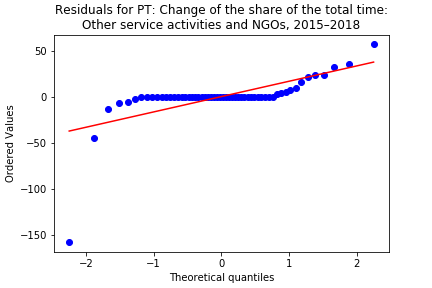 Residuals for PT: Change of the share of the total time:
Other service activities and NGOs, 2015–2018
Ordered Values
50
0
−50
−100
−150
−2
−1
0
1
2
Theoretical quantiles